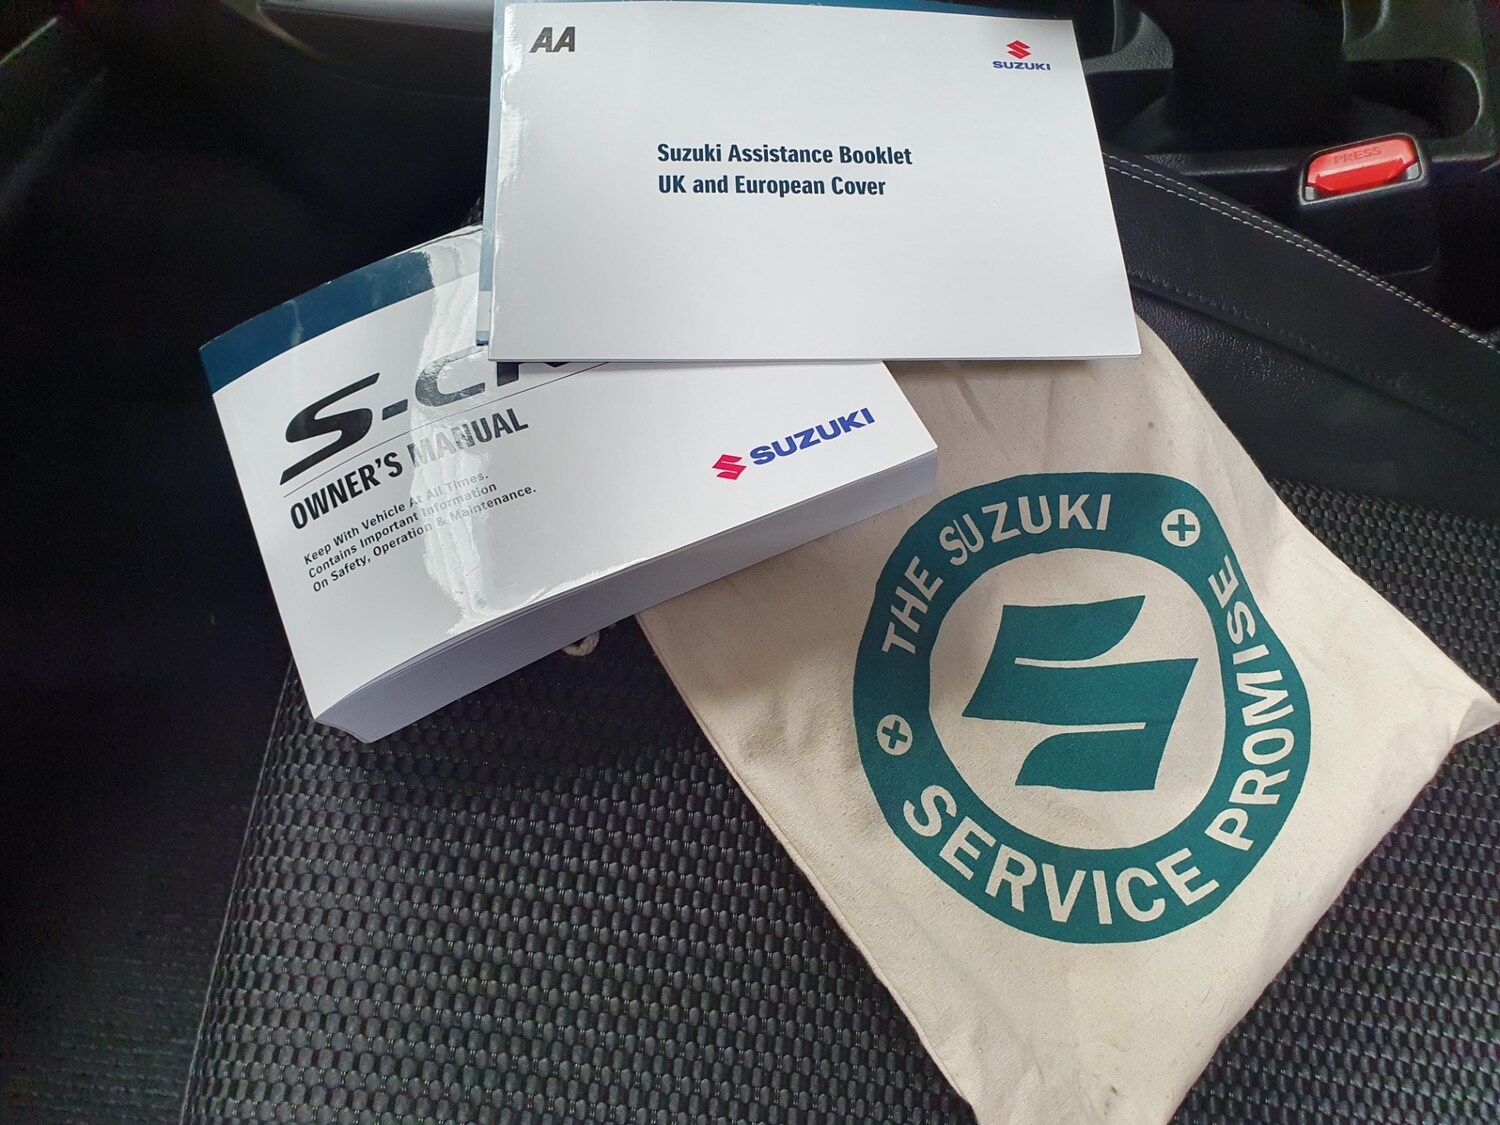 AA
SUZUKI
Suzuki Assistance Booklet
UK and European Cover
PRESS
OWNER'S MANUAL
Keep With Vehicle At All Times.
Contains Important Information
On Safety, Operation & Maintenance.
SUZUKI
THE SUZUKI
SERVICE PROMISE